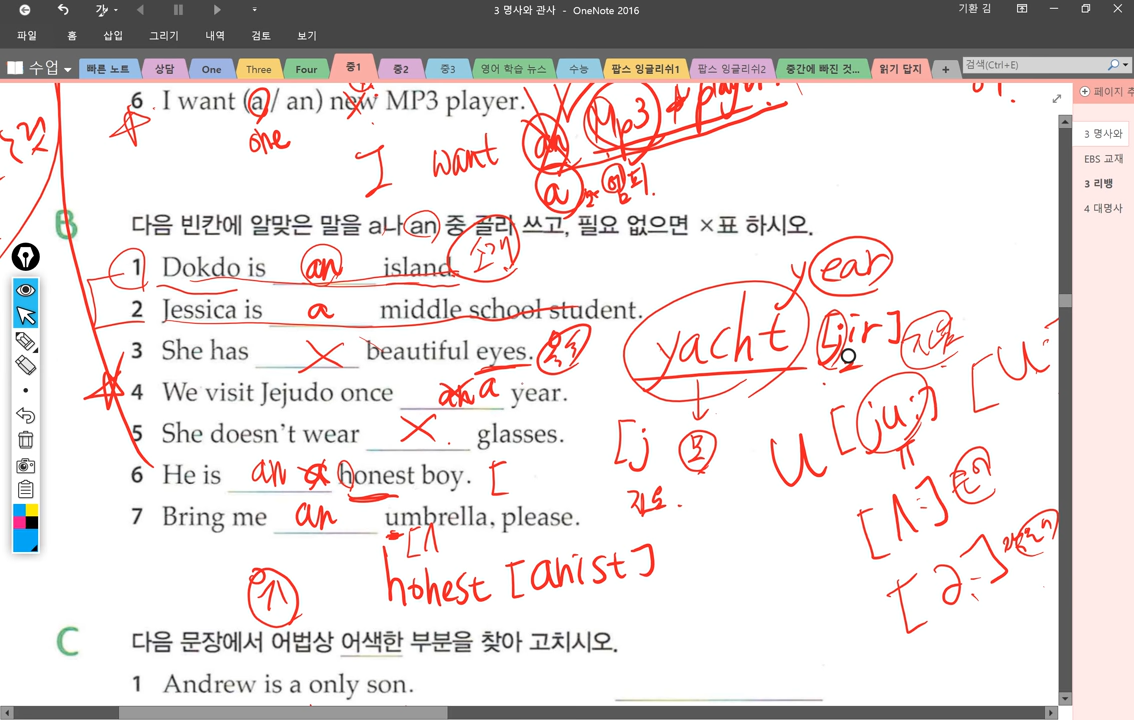 3 명사와 관사 - OneNote 2016
기환 김
파일 홈 삽입 그리기 내역 검토 보기
수업 빠른 노트 상담 One Three Four 중1 중2 중3 영어 학습 뉴스 수능 팝스 잉글리쉬1 팝스 잉글리쉬2 중간에 빠진 것... 읽기 답지 + 검색(Ctrl+E)
페이지 추
3 명사와
EBS 교재
3 리뱅
4 대명사
6 I want (a / an) new MP3 player.
one
I want an Mp3 player.
a
B 다음 빈칸에 알맞은 말을 a나 an 중 골라 쓰고, 필요 없으면 ×표 하시오.
1 Dokdo is an island.
2 Jessica is a middle school student.
3 She has X beautiful eyes.
4 We visit Jejudo once an a year.
5 She doesn't wear X glasses.
6 He is an a honest boy. [
7 Bring me an umbrella, please.
[ʌ
honest [anist]
year
yacht [jir]
[j 모
자음.
u [ju:] [u:
[ʌ:]
[ə:]
C 다음 문장에서 어법상 어색한 부분을 찾아 고치시오.
1 Andrew is a only son.